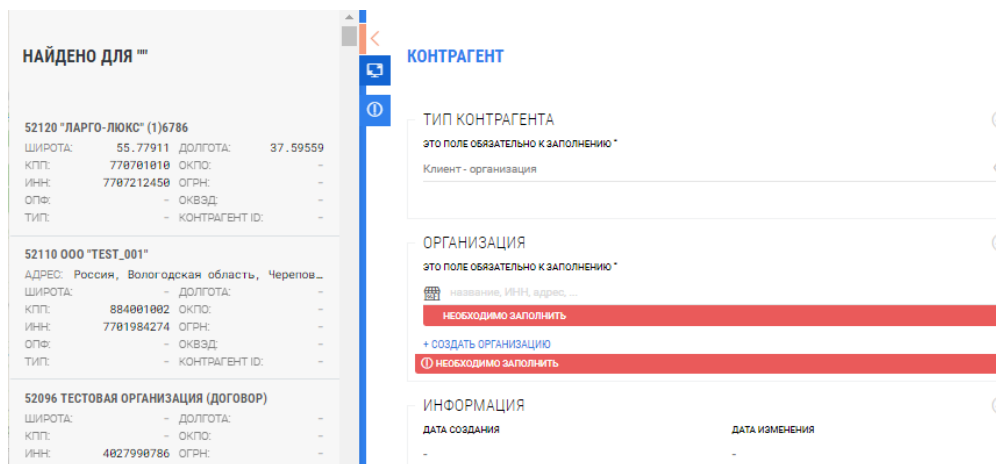 НАЙДЕНО ДЛЯ ""
52120 "ЛАРГО-ЛЮКС" (1)6786
ШИРОТА: 55.77911 ДОЛГОТА: 37.59559
КПП: 770701010 ОКПО: -
ИНН: 7707212450 ОГРН: -
ОПФ: - ОКВЭД: -
ТИП: - КОНТРАГЕНТ ID: -
52110 ООО "TEST_001"
АДРЕС: Россия, Вологодская область, Черепов…
ШИРОТА: - ДОЛГОТА: -
КПП: 884001002 ОКПО: -
ИНН: 7701984274 ОГРН: -
ОПФ: - ОКВЭД: -
ТИП: - КОНТРАГЕНТ ID: -
52096 ТЕСТОВАЯ ОРГАНИЗАЦИЯ (ДОГОВОР)
ШИРОТА: - ДОЛГОТА: -
КПП: - ОКПО: -
ИНН: 4027990786 ОГРН: -
КОНТРАГЕНТ
ТИП КОНТРАГЕНТА
ЭТО ПОЛЕ ОБЯЗАТЕЛЬНО К ЗАПОЛНЕНИЮ *
Клиент - организация
ОРГАНИЗАЦИЯ
ЭТО ПОЛЕ ОБЯЗАТЕЛЬНО К ЗАПОЛНЕНИЮ *
название, ИНН, адрес, ...
НЕОБХОДИМО ЗАПОЛНИТЬ
+ СОЗДАТЬ ОРГАНИЗАЦИЮ
НЕОБХОДИМО ЗАПОЛНИТЬ
ИНФОРМАЦИЯ
ДАТА СОЗДАНИЯ ДАТА ИЗМЕНЕНИЯ
- -